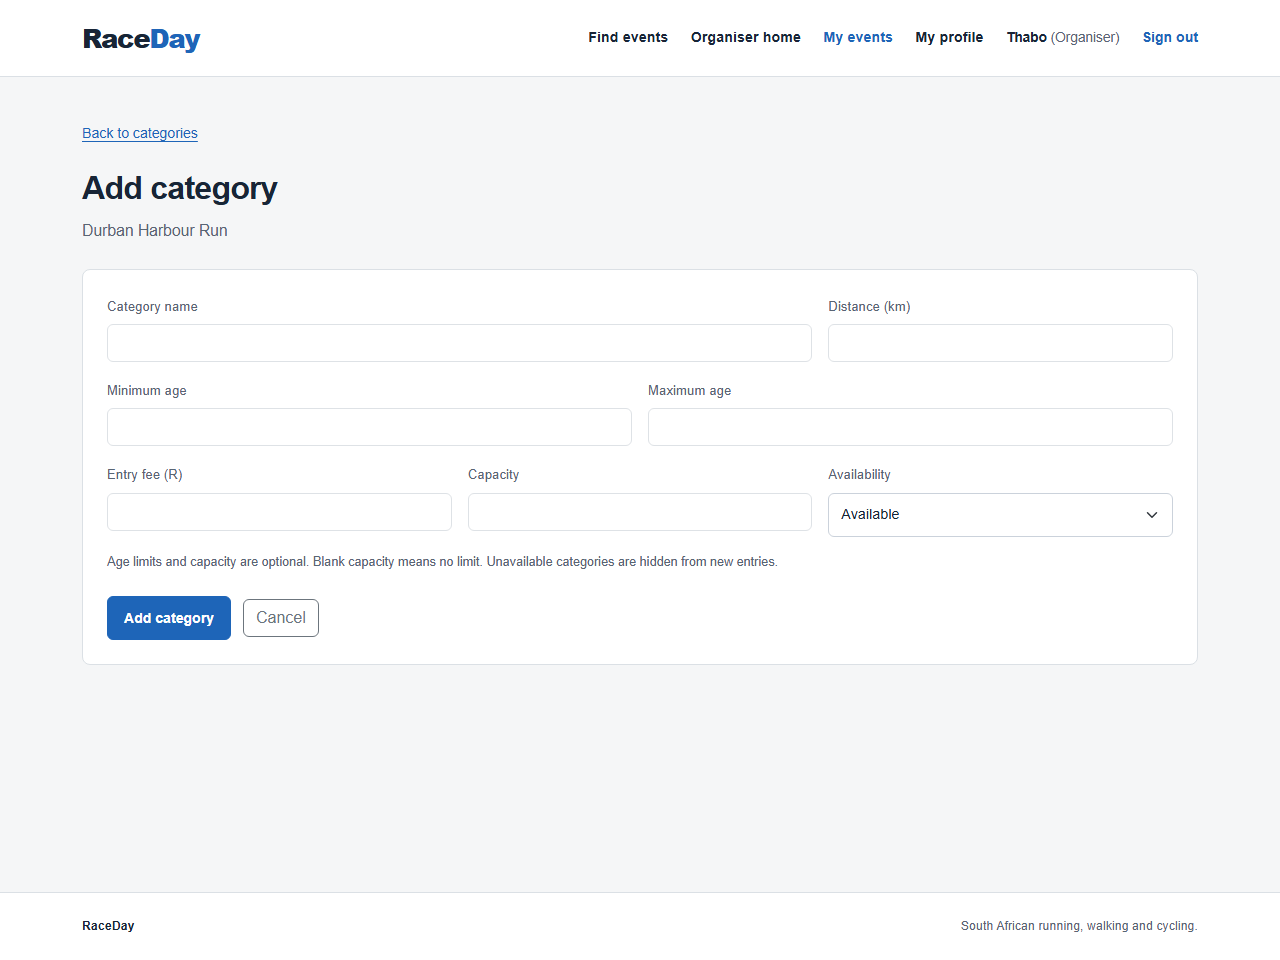 RaceDay
Find events Organiser home My events My profile Thabo (Organiser) Sign out
Back to categories
Add category
Durban Harbour Run
Category name Distance (km)
Minimum age Maximum age
Entry fee (R) Capacity Availability
Available
Age limits and capacity are optional. Blank capacity means no limit. Unavailable categories are hidden from new entries.
Add category Cancel
RaceDay South African running, walking and cycling.